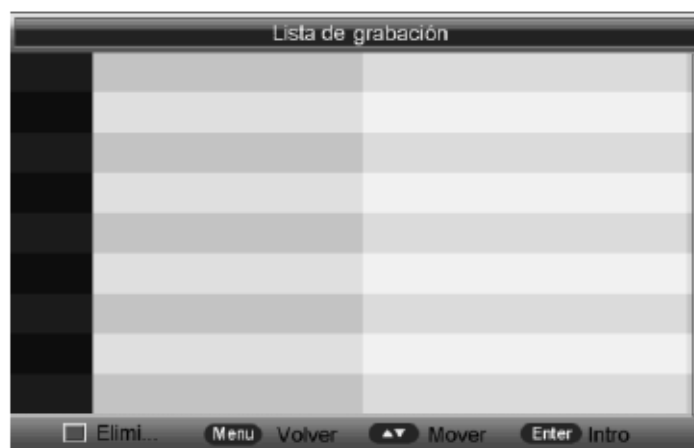 Lista de grabación
Elimi... Menu Volver ▲▼ Mover Enter Intro